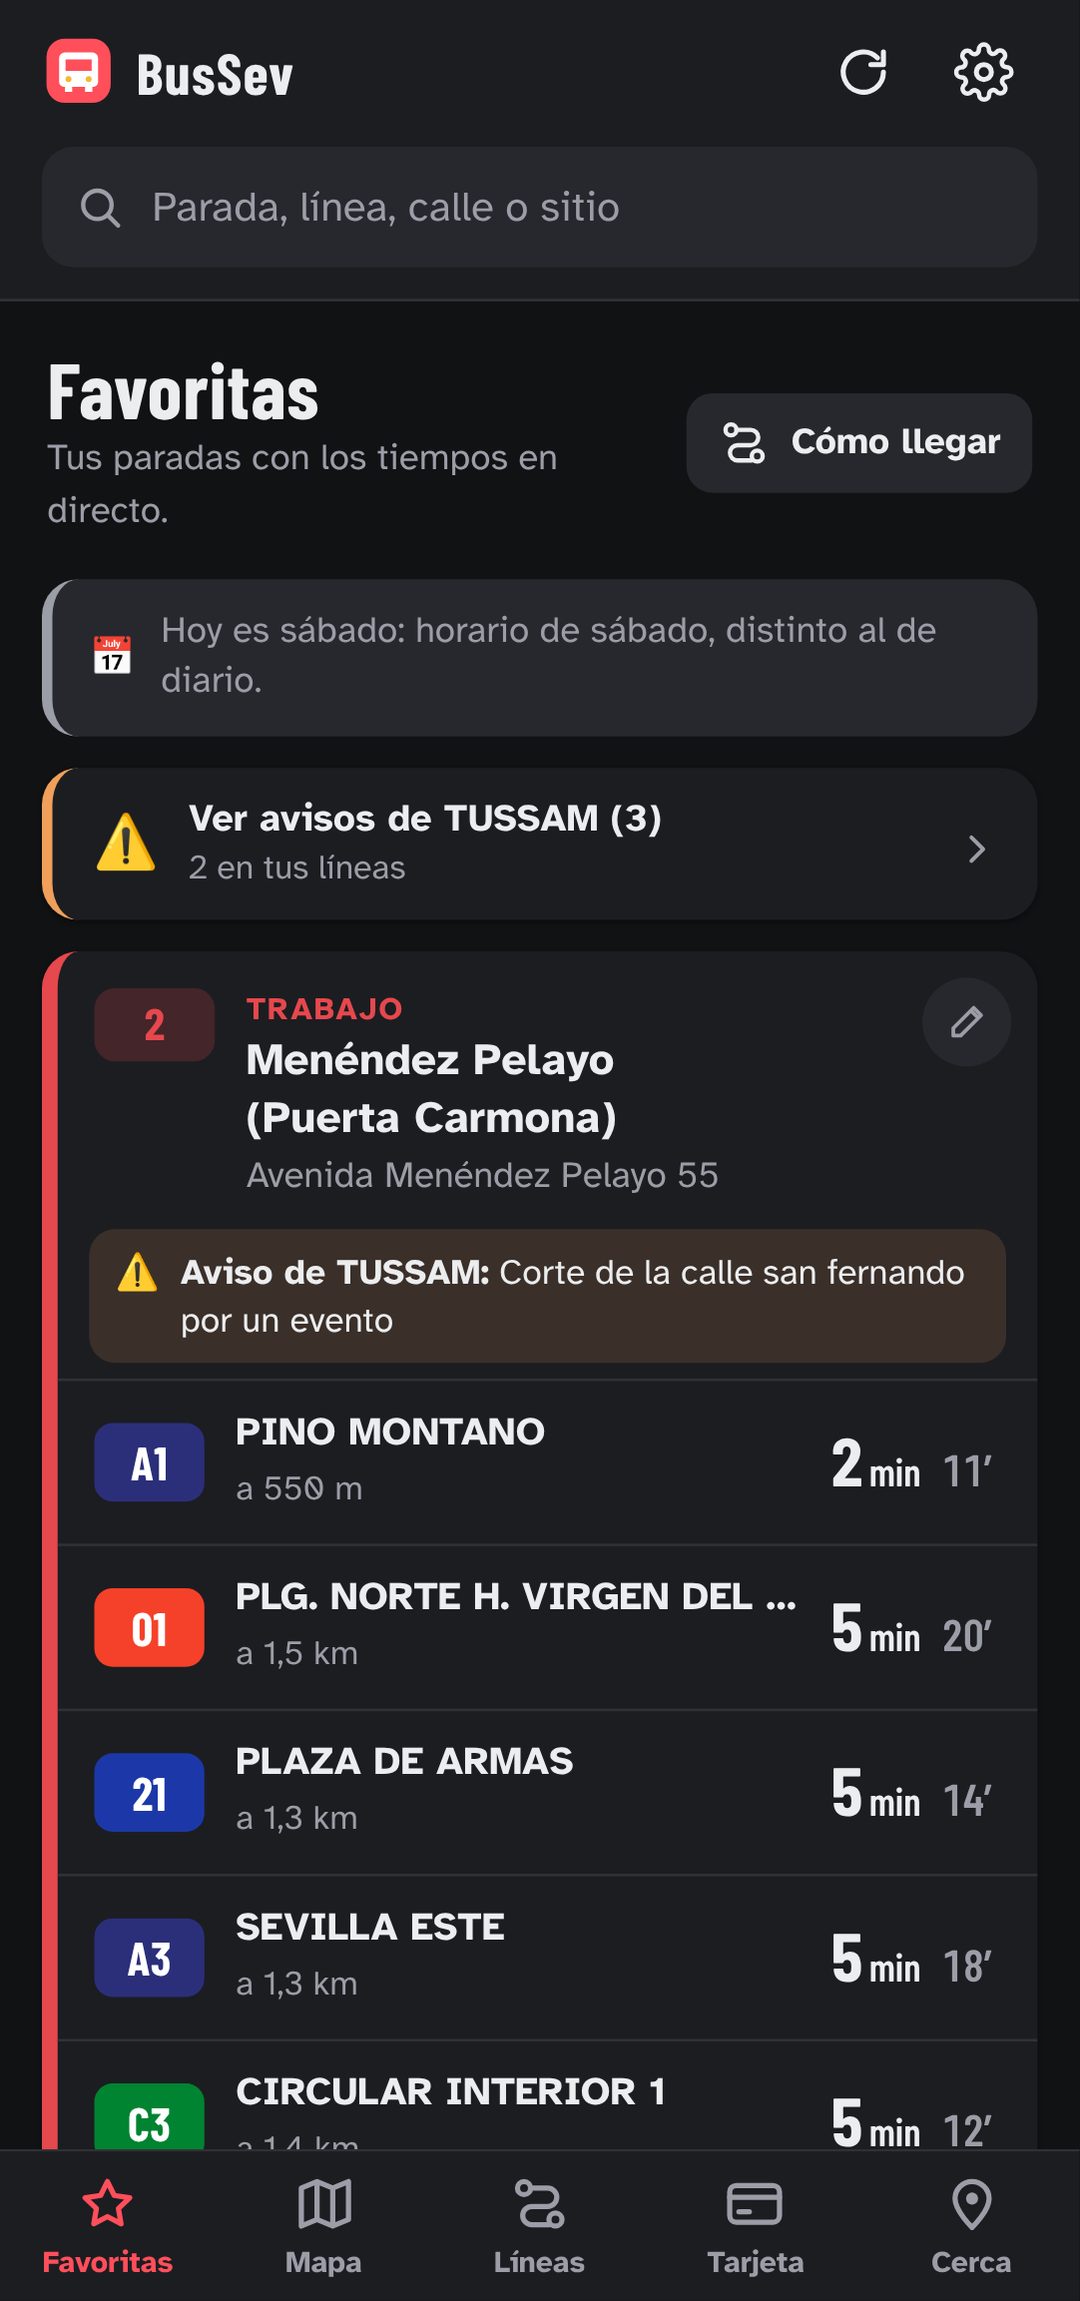 BusSev
Parada, línea, calle o sitio
Favoritas
Tus paradas con los tiempos en
directo.
Cómo llegar
July
17
Hoy es sábado: horario de sábado, distinto al de
diario.
Ver avisos de TUSSAM (3)
2 en tus líneas
2
TRABAJO
Menéndez Pelayo
(Puerta Carmona)
Avenida Menéndez Pelayo 55
Aviso de TUSSAM: Corte de la calle san fernando
por un evento
A1 PINO MONTANO 2 min 11′
a 550 m
01 PLG. NORTE H. VIRGEN DEL ... 5 min 20′
a 1,5 km
21 PLAZA DE ARMAS 5 min 14′
a 1,3 km
A3 SEVILLA ESTE 5 min 18′
a 1,3 km
C3 CIRCULAR INTERIOR 1 5 min 12′
a 1,4 km
Favoritas Mapa Líneas Tarjeta Cerca